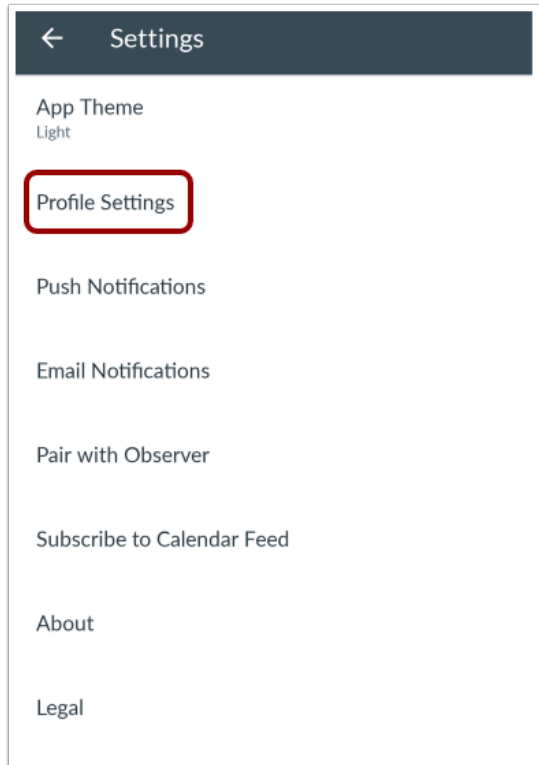 Settings
App Theme
Light
Profile Settings
Push Notifications
Email Notifications
Pair with Observer
Subscribe to Calendar Feed
About
Legal